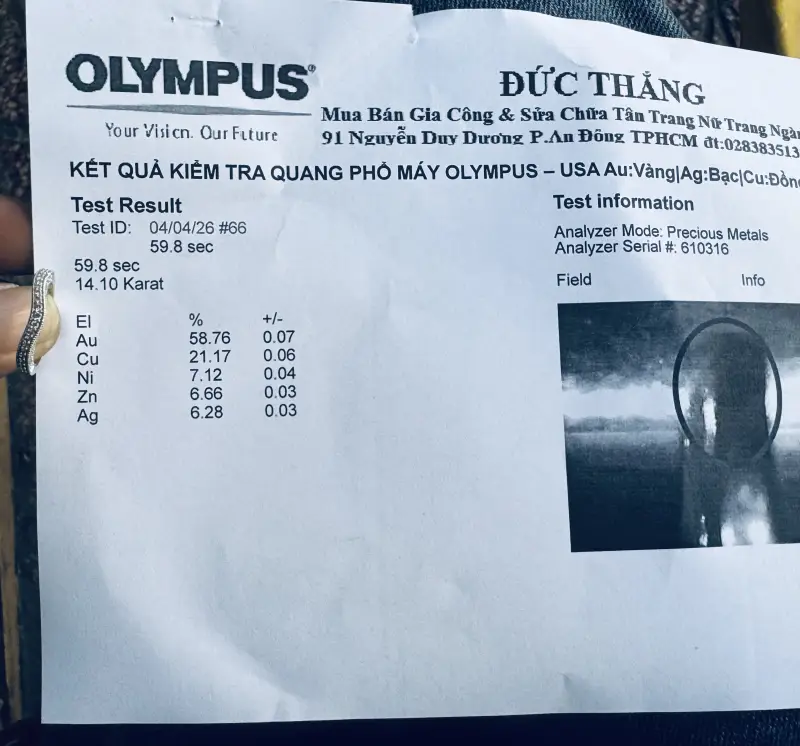 OLYMPUS®
Your Vision. Our Future
ĐỨC THẮNG
Mua Bán Gia Công & Sửa Chữa Tân Trang Nữ Trang
91 Nguyễn Duy Dương P.An Đông TPHCM đt:028383513
KẾT QUẢ KIỂM TRA QUANG PHỔ MÁY OLYMPUS – USA Au:Vàng|Ag:Bạc|Cu:Đồng
Test Result
Test ID: 04/04/26 #66
59.8 sec
59.8 sec
14.10 Karat
El % +/-
Au 58.76 0.07
Cu 21.17 0.06
Ni 7.12 0.04
Zn 6.66 0.03
Ag 6.28 0.03
Test information
Analyzer Mode: Precious Metals
Analyzer Serial #: 610316
Field Info